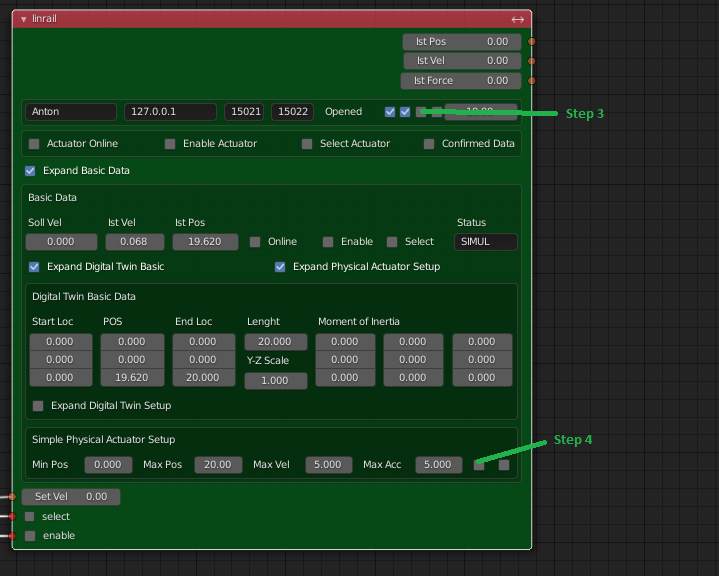 linrail
Ist Pos 0.00
Ist Vel 0.00
Ist Force 0.00
Anton 127.0.0.1 15021 15022 Opened
Step 3
Actuator Online Enable Actuator Select Actuator Confirmed Data
Expand Basic Data
Basic Data
Soll Vel Ist Vel Ist Pos Status
0.000 0.068 19.620 Online Enable Select SIMUL
Expand Digital Twin Basic Expand Physical Actuator Setup
Digital Twin Basic Data
Start Loc POS End Loc Lenght Moment of Inertia
0.000 0.000 0.000 20.000 0.000 0.000 0.000
0.000 0.000 0.000 Y-Z Scale 0.000 0.000 0.000
0.000 19.620 20.000 1.000 0.000 0.000 0.000
Expand Digital Twin Setup
Simple Physical Actuator Setup
Step 4
Min Pos 0.000 Max Pos 20.00 Max Vel 5.000 Max Acc 5.000
Set Vel 0.00
select
enable